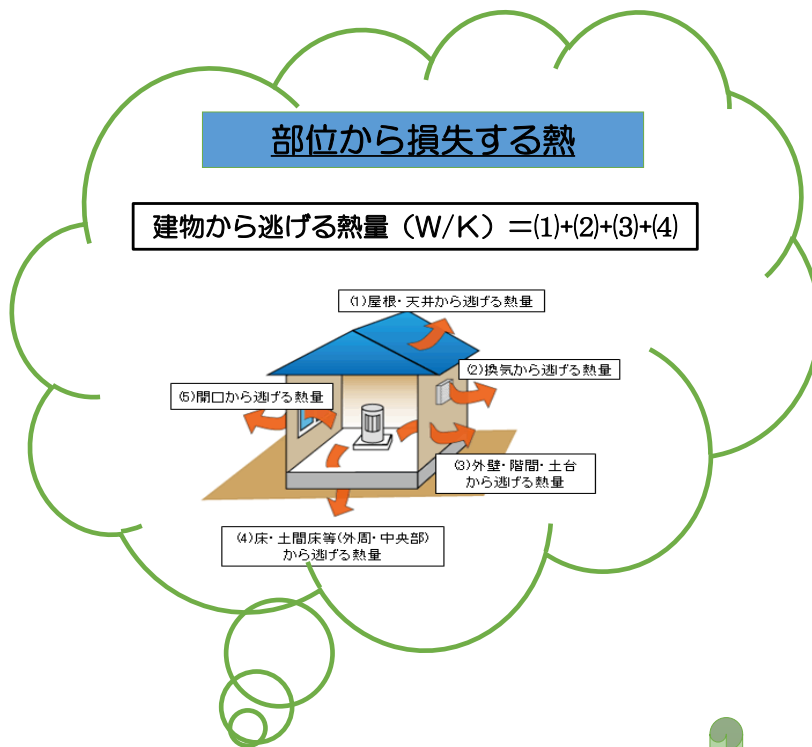 部位から損失する熱
建物から逃げる熱量（W/K）＝⑴+⑵+⑶+⑷
⑴屋根・天井から逃げる熱量
⑵換気から逃げる熱量
⑸開口から逃げる熱量
⑶外壁・階間・土台
から逃げる熱量
⑷床・土間床等(外周・中央部)
から逃げる熱量